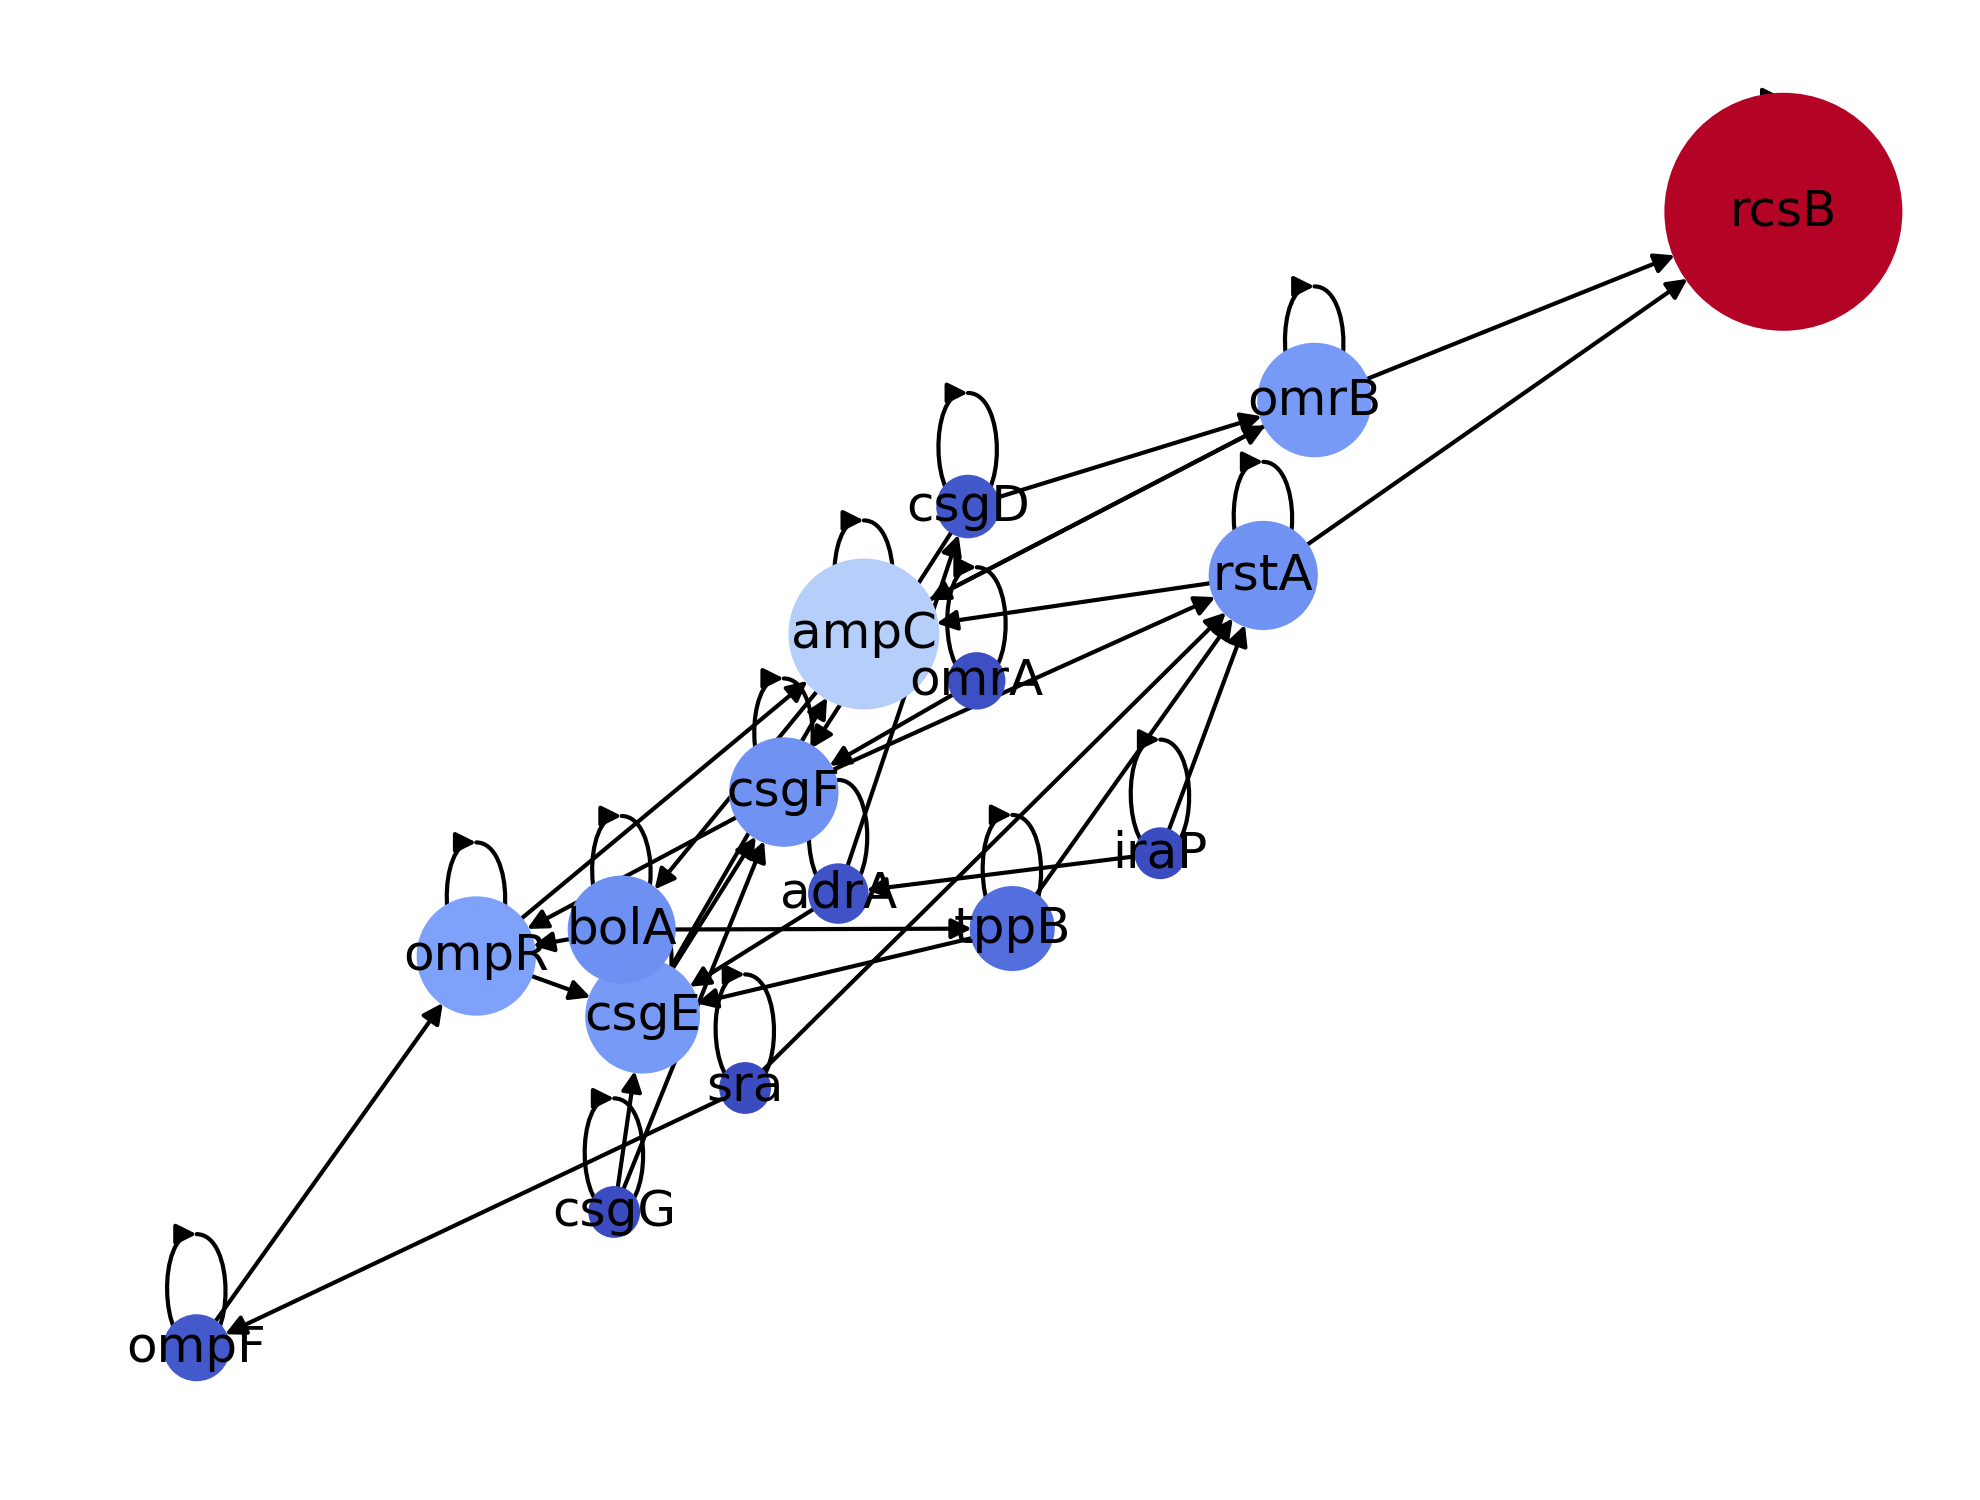 rcsB
omrB
csgD
rstA
ampC
omrA
csgF
iraP
adrA
bolA
tppB
ompR
csgE
sra
csgG
ompF